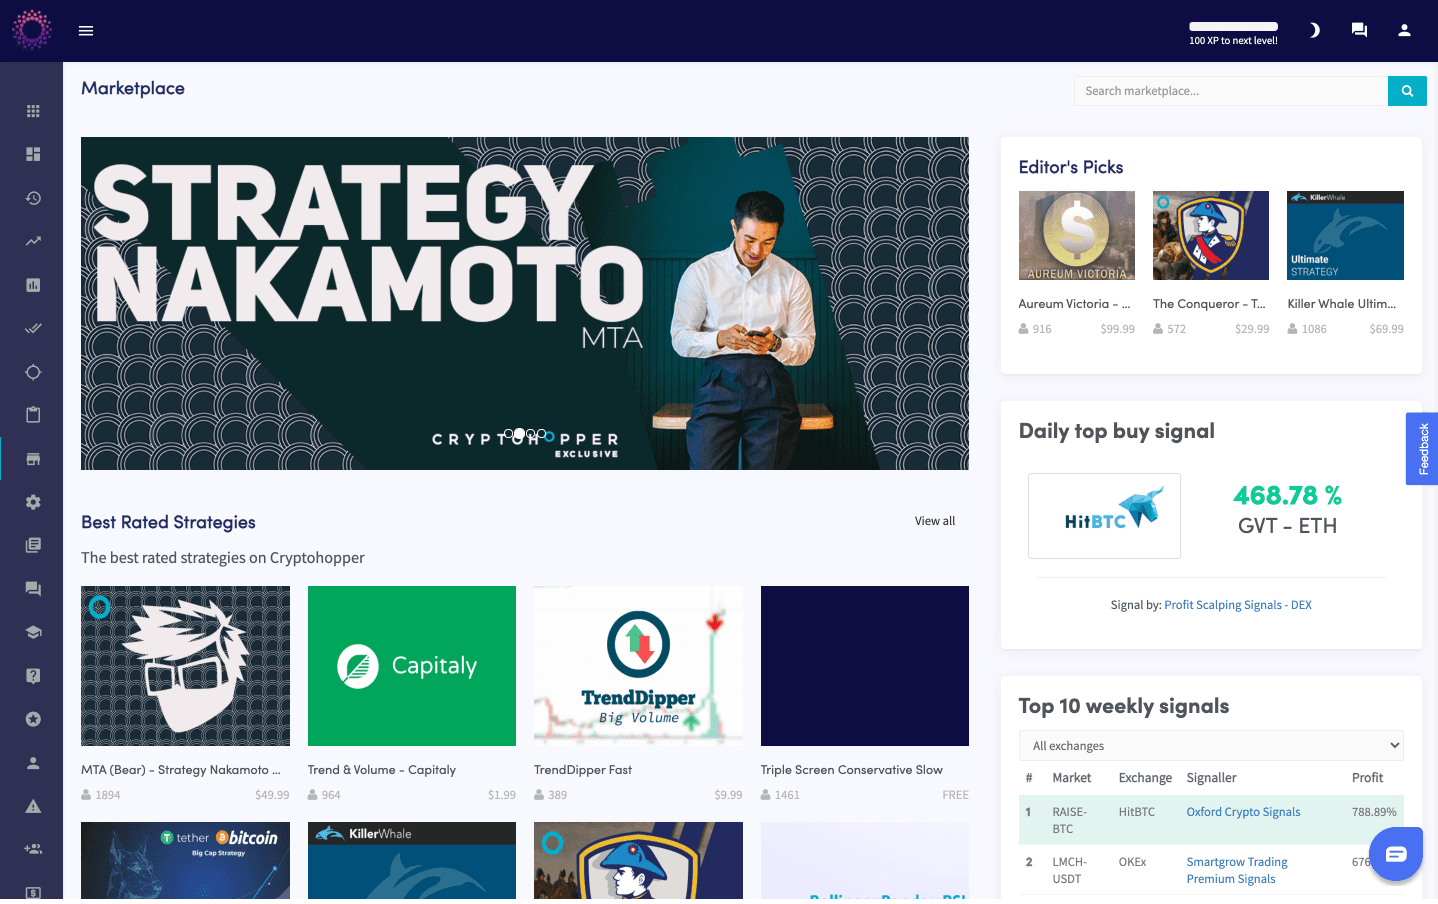 100 XP to next level!
Marketplace
Search marketplace...
STRATEGY
NAKAMOTO
MTA
CRYPTOHOPPER
EXCLUSIVE
Editor's Picks
AUREUM VICTORIA
KillerWhale
Ultimate
STRATEGY
Aureum Victoria - ...
The Conqueror - T...
Killer Whale Ultim...
916
$99.99
572
$29.99
1086
$69.99
Daily top buy signal
HitBTC
468.78 %
GVT - ETH
Signal by: Profit Scalping Signals - DEX
Feedback
Best Rated Strategies
View all
The best rated strategies on Cryptohopper
Capitaly
TrendDipper
Big Volume
MTA (Bear) - Strategy Nakamoto ...
Trend & Volume - Capitaly
TrendDipper Fast
Triple Screen Conservative Slow
1894
$49.99
964
$1.99
389
$9.99
1461
FREE
tether
bitcoin
Big Cap Strategy
KillerWhale
Top 10 weekly signals
All exchanges
# Market Exchange Signaller Profit
1 RAISE-BTC HitBTC Oxford Crypto Signals 788.89%
2 LMCH-USDT OKEx Smartgrow Trading Premium Signals 676